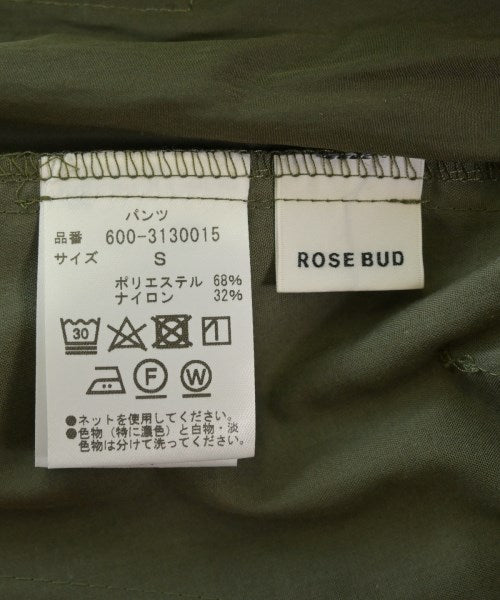 パンツ
品番 600-3130015
サイズ S
ポリエステル 68%
ナイロン 32%
30
F W
●ネットを使用してください。
●色物(特に濃色)と白物・淡
色物は分けて洗ってください。
ROSE BUD